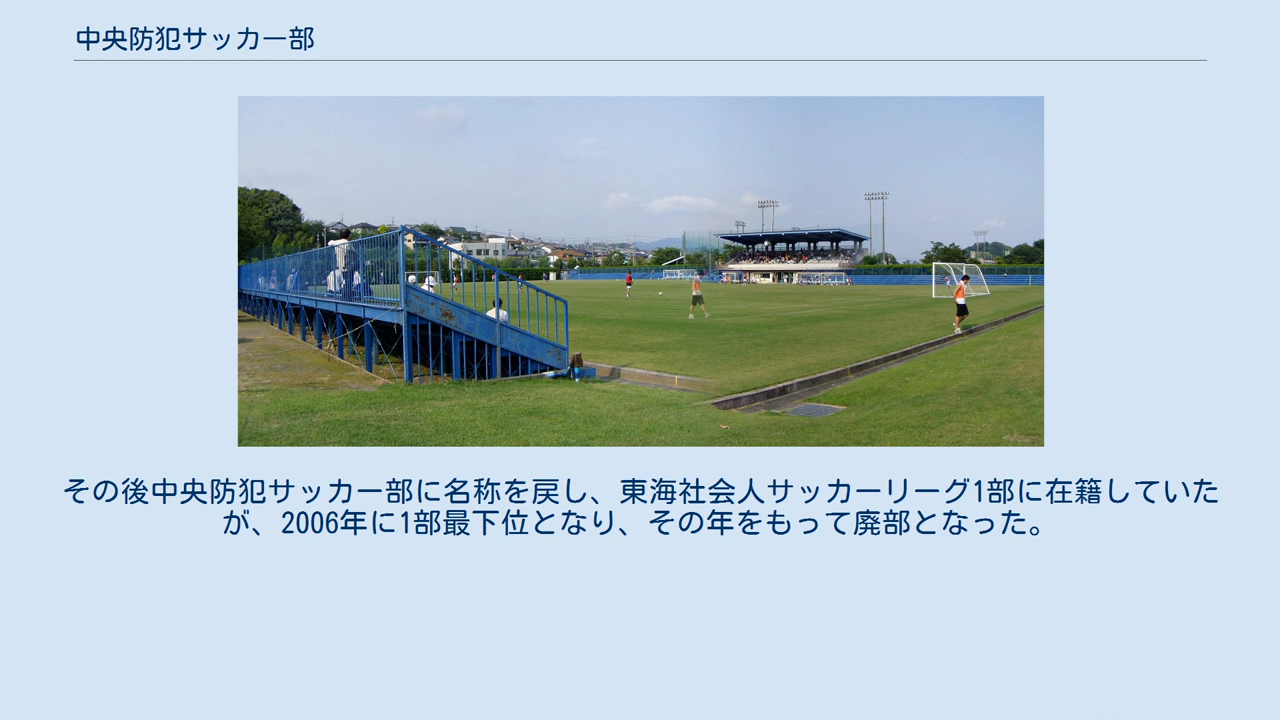 中央防犯サッカー部
その後中央防犯サッカー部に名称を戻し、東海社会人サッカーリーグ1部に在籍していた
が、2006年に1部最下位となり、その年をもって廃部となった。